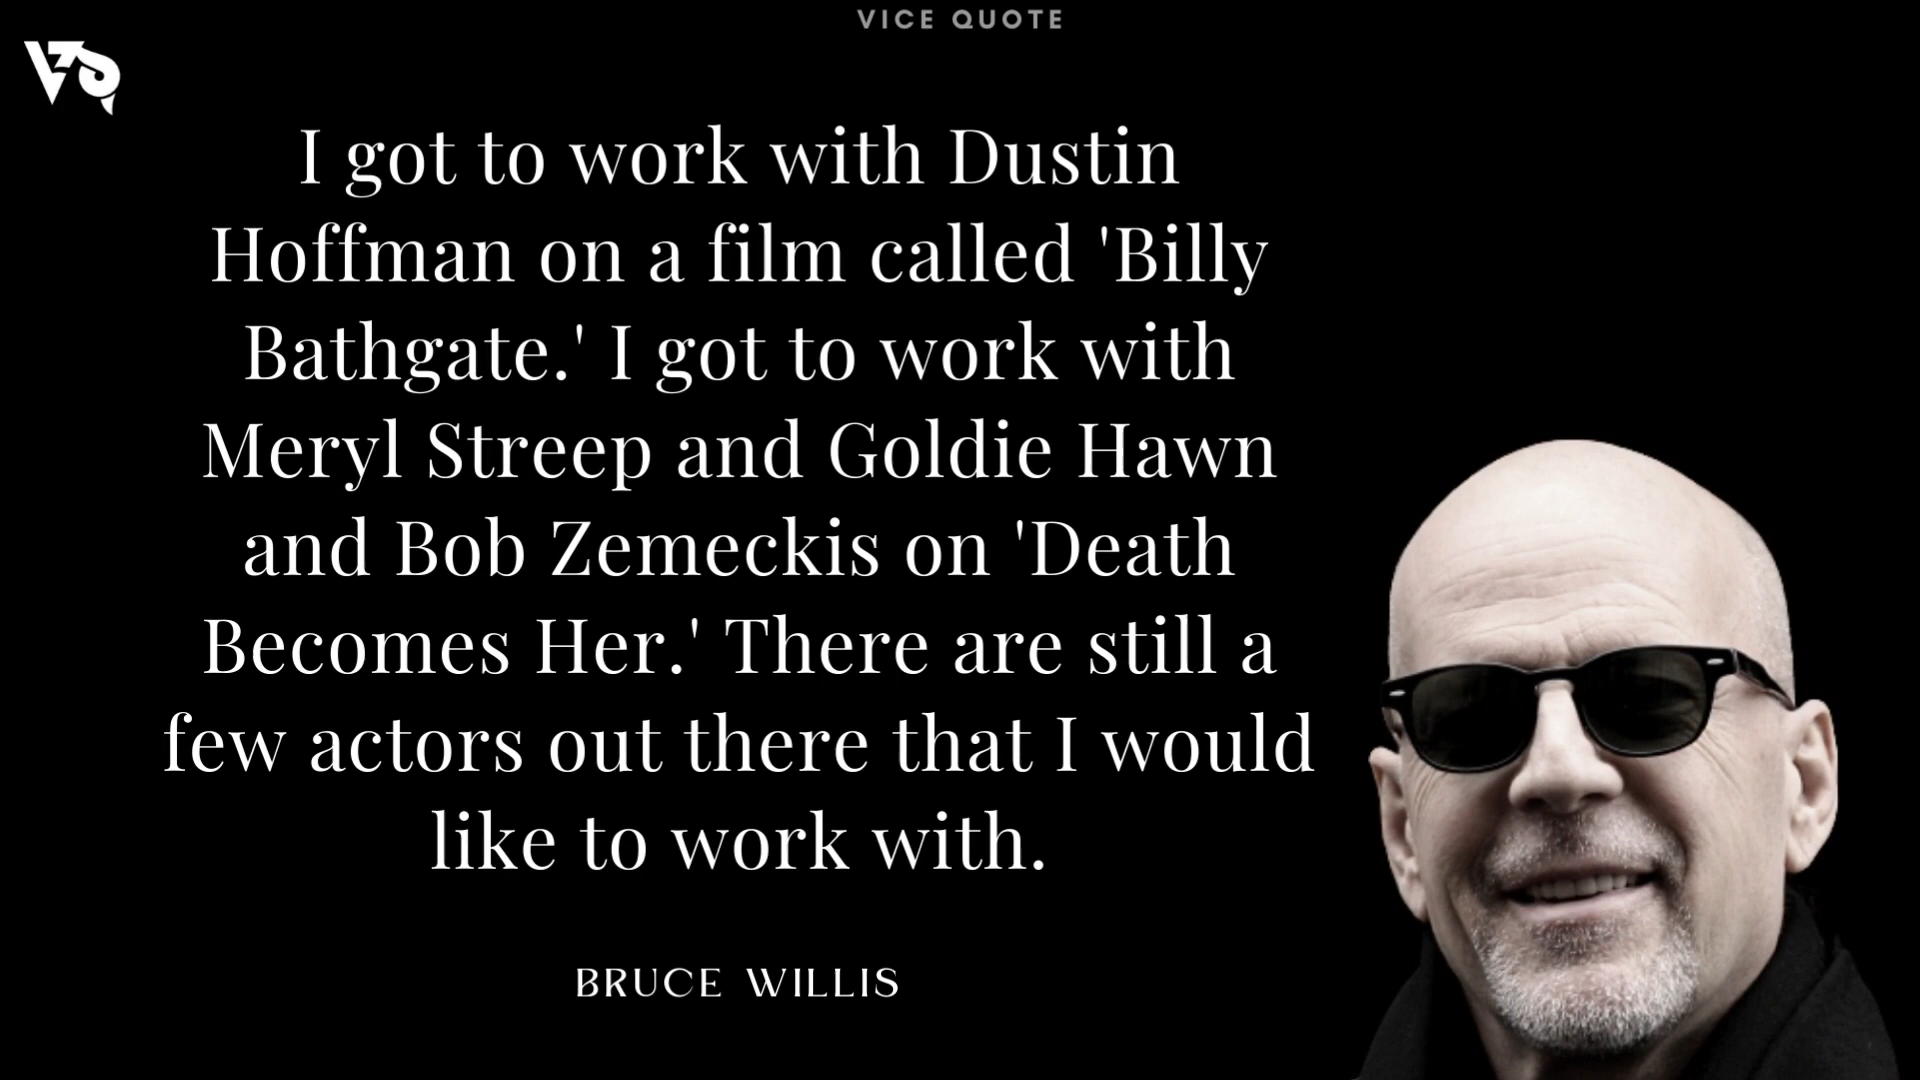 VICE QUOTE
I got to work with Dustin
Hoffman on a film called 'Billy
Bathgate.' I got to work with
Meryl Streep and Goldie Hawn
and Bob Zemeckis on 'Death
Becomes Her.' There are still a
few actors out there that I would
like to work with.
BRUCE WILLIS